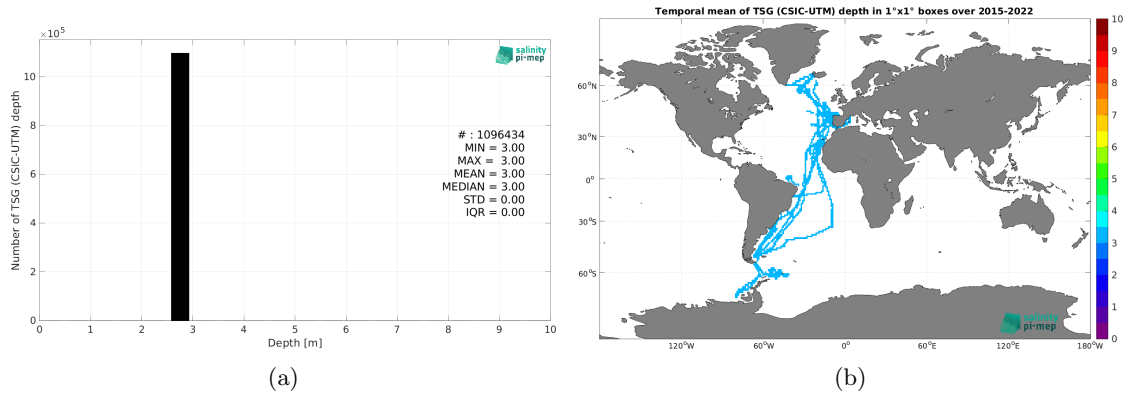 ×10⁵
10
8
6
4
2
0
Number of TSG (CSIC-UTM) depth
salinity
pi-mep
# : 1096434
MIN = 3.00
MAX = 3.00
MEAN = 3.00
MEDIAN = 3.00
STD = 0.00
IQR = 0.00
0 1 2 3 4 5 6 7 8 9 10
Depth [m]
(a)
Temporal mean of TSG (CSIC-UTM) depth in 1°x1° boxes over 2015-2022
60°N
30°N
0°
30°S
60°S
120°W 60°W 0° 60°E 120°E 180°W
salinity
pi-mep
10
9
8
7
6
5
4
3
2
1
0
(b)